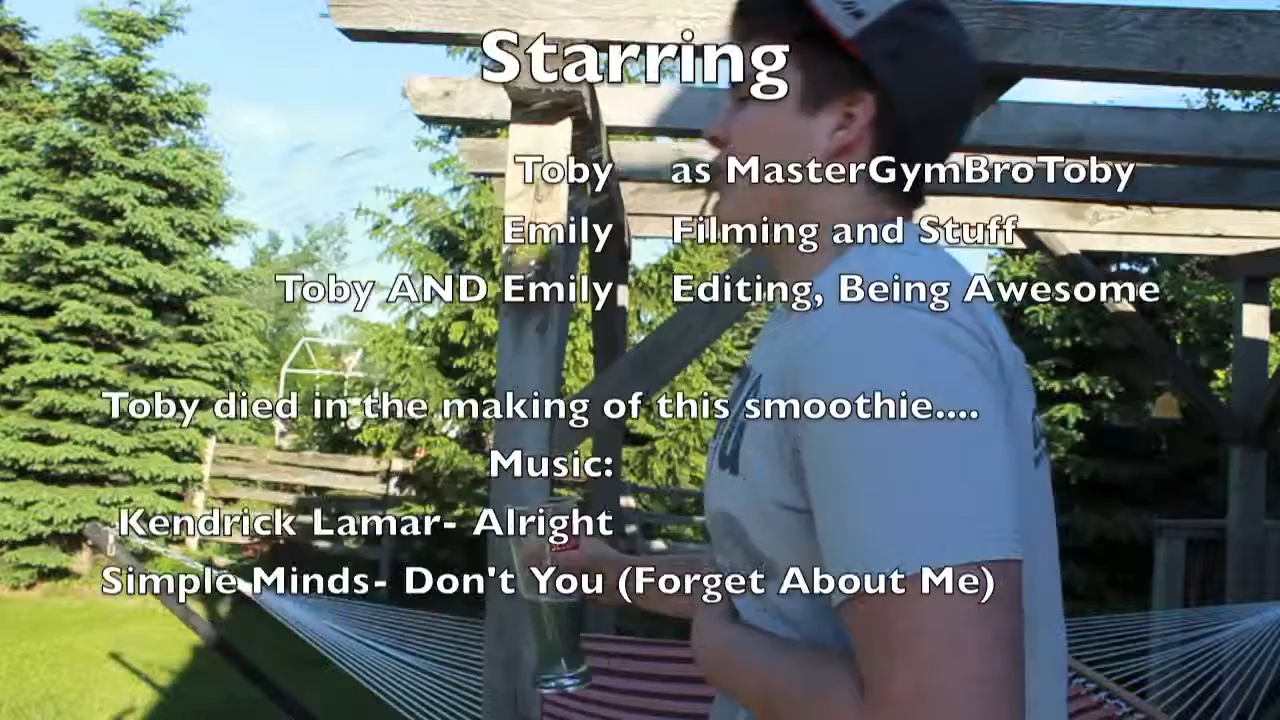 Starring
Toby as MasterGymBroToby
Emily Filming and Stuff
Toby AND Emily Editing, Being Awesome
Toby died in the making of this smoothie....
Music:
Kendrick Lamar- Alright
Simple Minds- Don't You (Forget About Me)